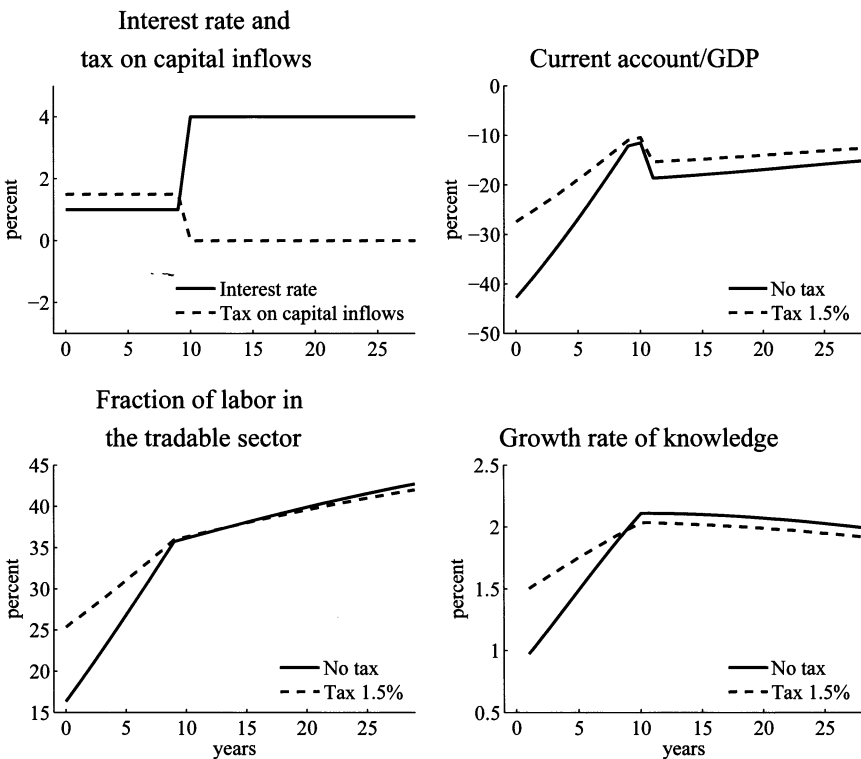 Interest rate and
tax on capital inflows
percent
4
2
0
−2
Interest rate
Tax on capital inflows
0 5 10 15 20 25
Current account/GDP
0
−10
−20
−30
−40
−50
No tax
Tax 1.5%
0 5 10 15 20 25
Fraction of labor in
the tradable sector
percent
45
40
35
30
25
20
15
No tax
Tax 1.5%
0 5 10 15 20 25
years
Growth rate of knowledge
percent
2.5
2
1.5
1
0.5
No tax
Tax 1.5%
0 5 10 15 20 25
years